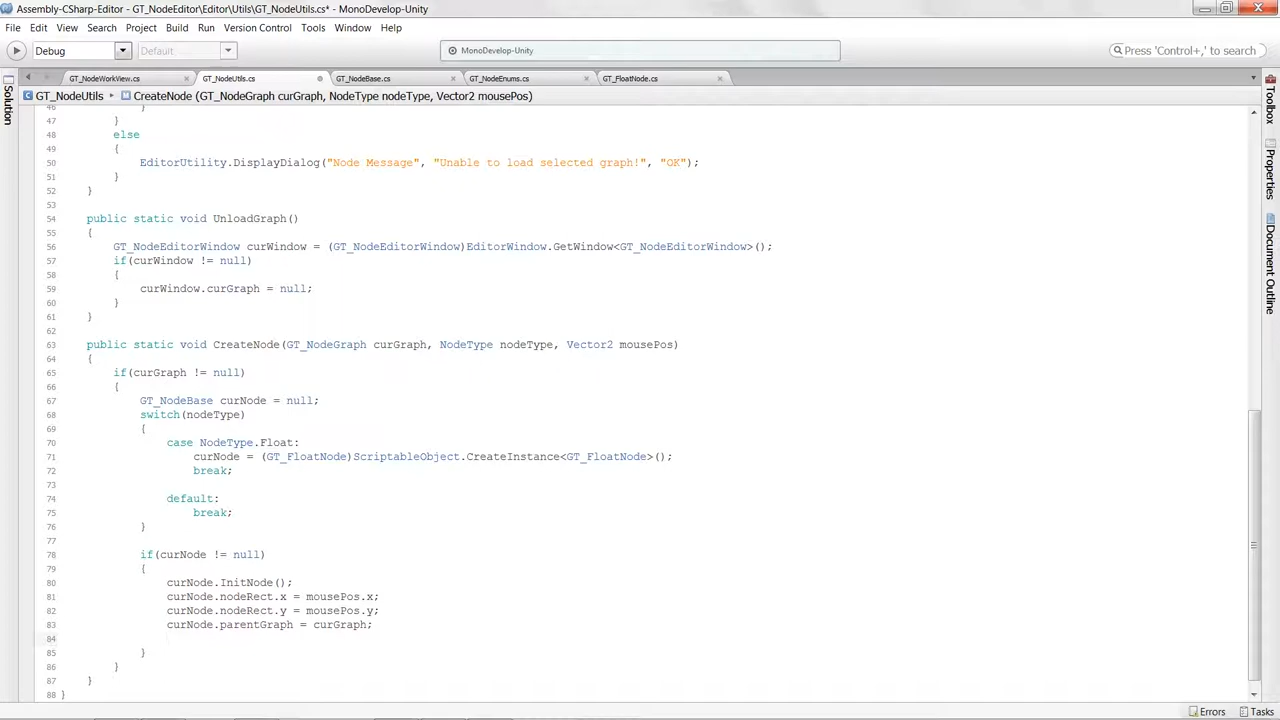 Assembly-CSharp-Editor - GT_NodeEditor\Editor\Utils\GT_NodeUtils.cs* - MonoDevelop-Unity
File Edit View Search Project Build Run Version Control Tools Window Help
Debug Default MonoDevelop-Unity Press 'Control+,' to search
GT_NodeWorkView.cs GT_NodeUtils.cs GT_NodeBase.cs GT_NodeEnums.cs GT_FloatNode.cs
GT_NodeUtils CreateNode (GT_NodeGraph curGraph, NodeType nodeType, Vector2 mousePos)
Solution
Toolbox
Properties
Document Outline
46 }
47 }
48 else
49 {
50 EditorUtility.DisplayDialog("Node Message", "Unable to load selected graph!", "OK");
51 }
52 }
53
54 public static void UnloadGraph()
55 {
56 GT_NodeEditorWindow curWindow = (GT_NodeEditorWindow)EditorWindow.GetWindow<GT_NodeEditorWindow>();
57 if(curWindow != null)
58 {
59 curWindow.curGraph = null;
60 }
61 }
62
63 public static void CreateNode(GT_NodeGraph curGraph, NodeType nodeType, Vector2 mousePos)
64 {
65 if(curGraph != null)
66 {
67 GT_NodeBase curNode = null;
68 switch(nodeType)
69 {
70 case NodeType.Float:
71 curNode = (GT_FloatNode)ScriptableObject.CreateInstance<GT_FloatNode>();
72 break;
73
74 default:
75 break;
76 }
77
78 if(curNode != null)
79 {
80 curNode.InitNode();
81 curNode.nodeRect.x = mousePos.x;
82 curNode.nodeRect.y = mousePos.y;
83 curNode.parentGraph = curGraph;
84
85 }
86 }
87 }
88 }
Errors Tasks